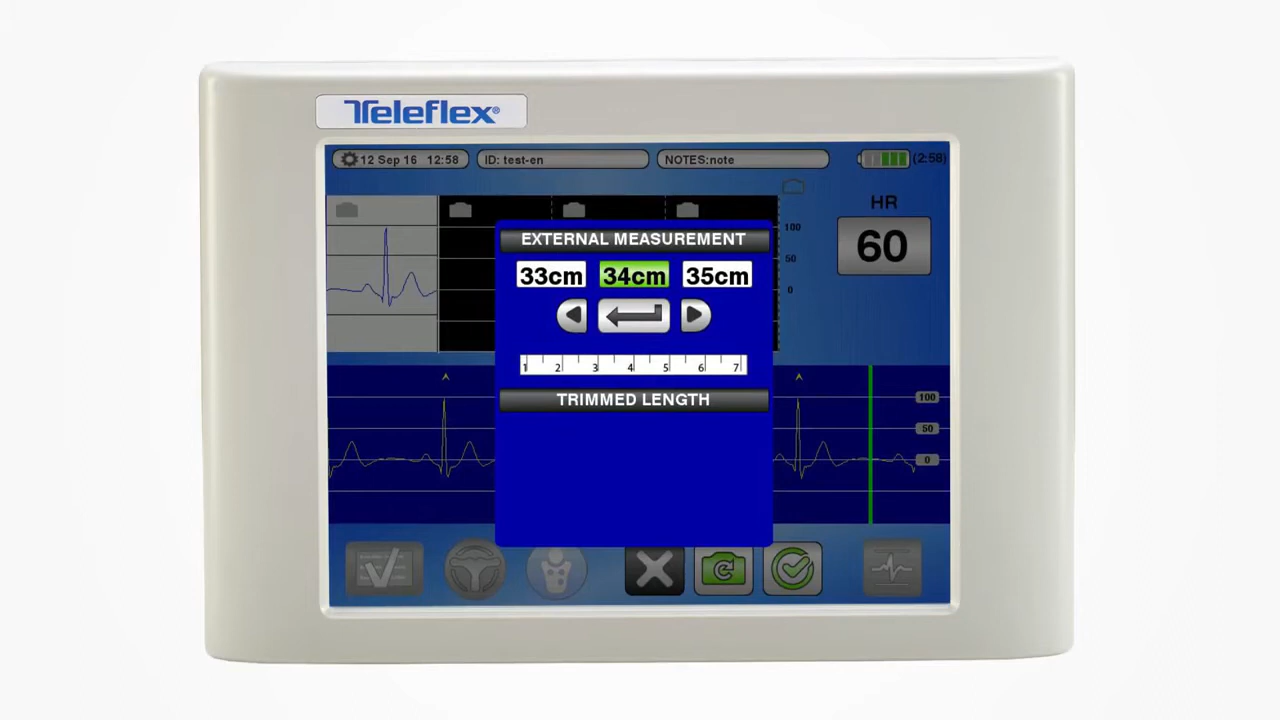 Teleflex®
12 Sep 16 12:58
ID: test-en
NOTES:note
(2:58)
HR
60
100
50
0
EXTERNAL MEASUREMENT
33cm 34cm 35cm
1 2 3 4 5 6 7
TRIMMED LENGTH
100
50
0